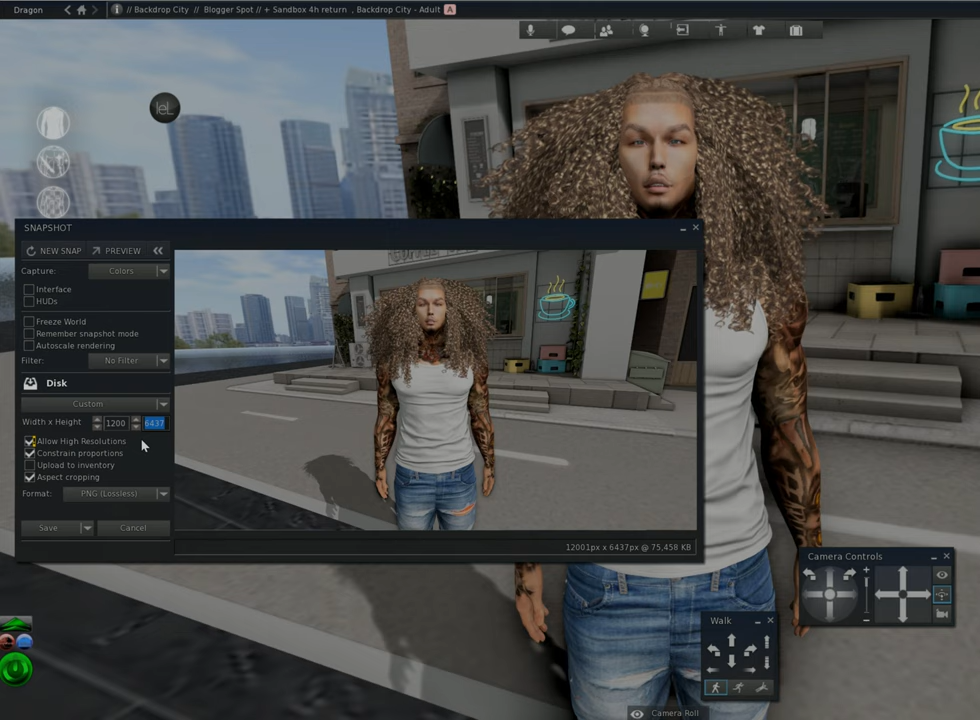 Dragon
// Backdrop City // Blogger Spot // + Sandbox 4h return , Backdrop City - Adult A
leL
SNAPSHOT
NEW SNAP PREVIEW
Capture: Colors
Interface
HUDs
Freeze World
Remember snapshot mode
Autoscale rendering
Filter: No Filter
Disk
Custom
Width x Height 1200 6437
Allow High Resolutions
Constrain proportions
Upload to inventory
Aspect cropping
Format: PNG (Lossless)
Save Cancel
12001px x 6437px @ 75,458 KB
Camera Controls
Walk
Camera Roll